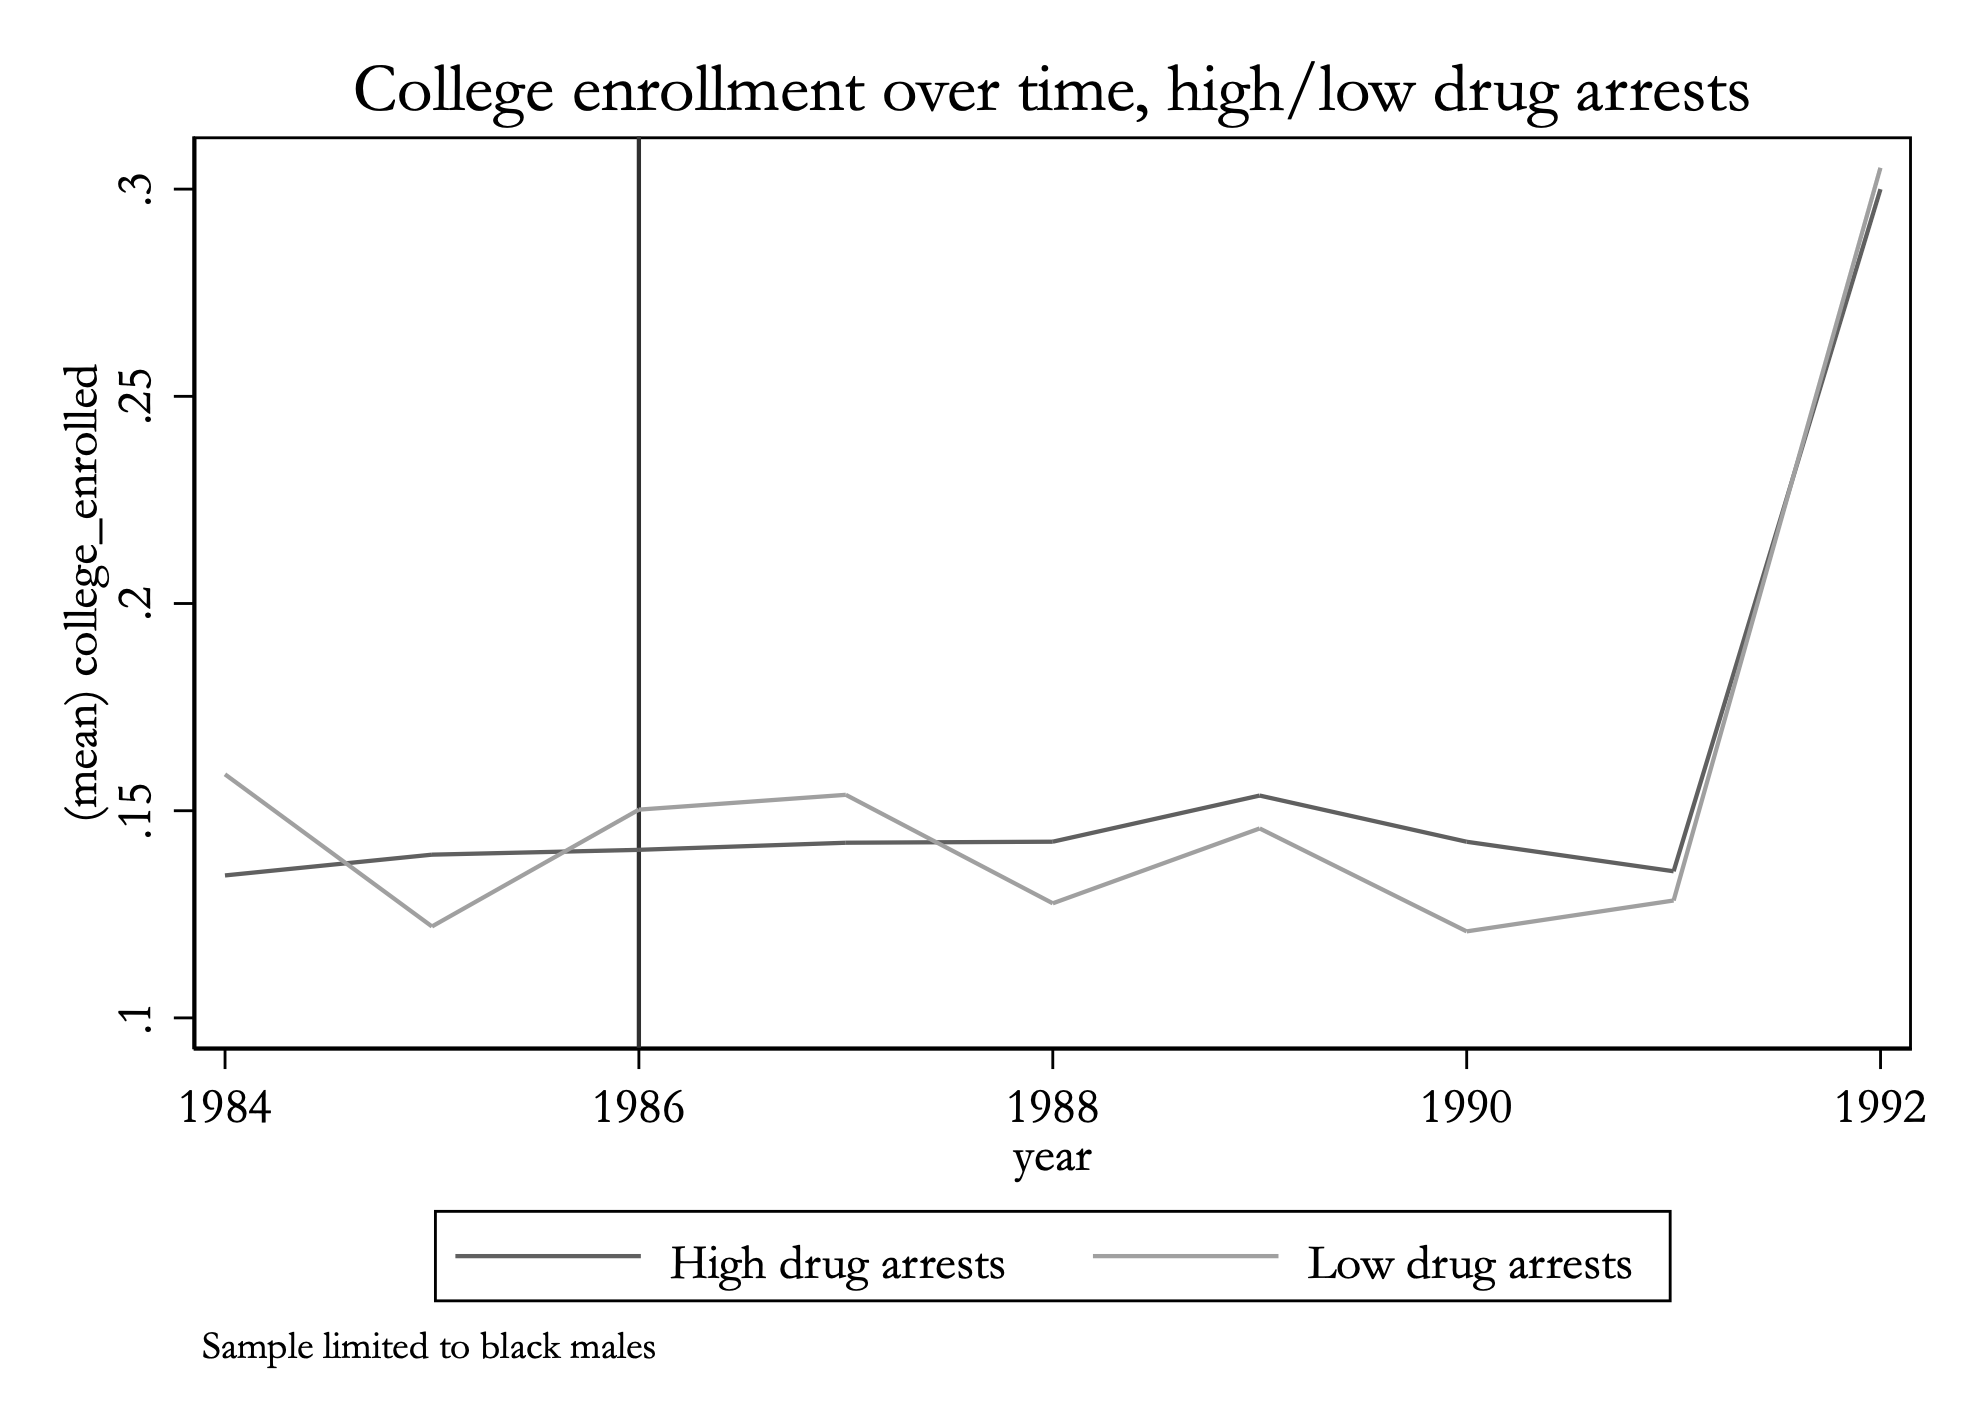 College enrollment over time, high/low drug arrests
(mean) college_enrolled
.3
.25
.2
.15
.1
1984 1986 1988 1990 1992
year
High drug arrests Low drug arrests
Sample limited to black males